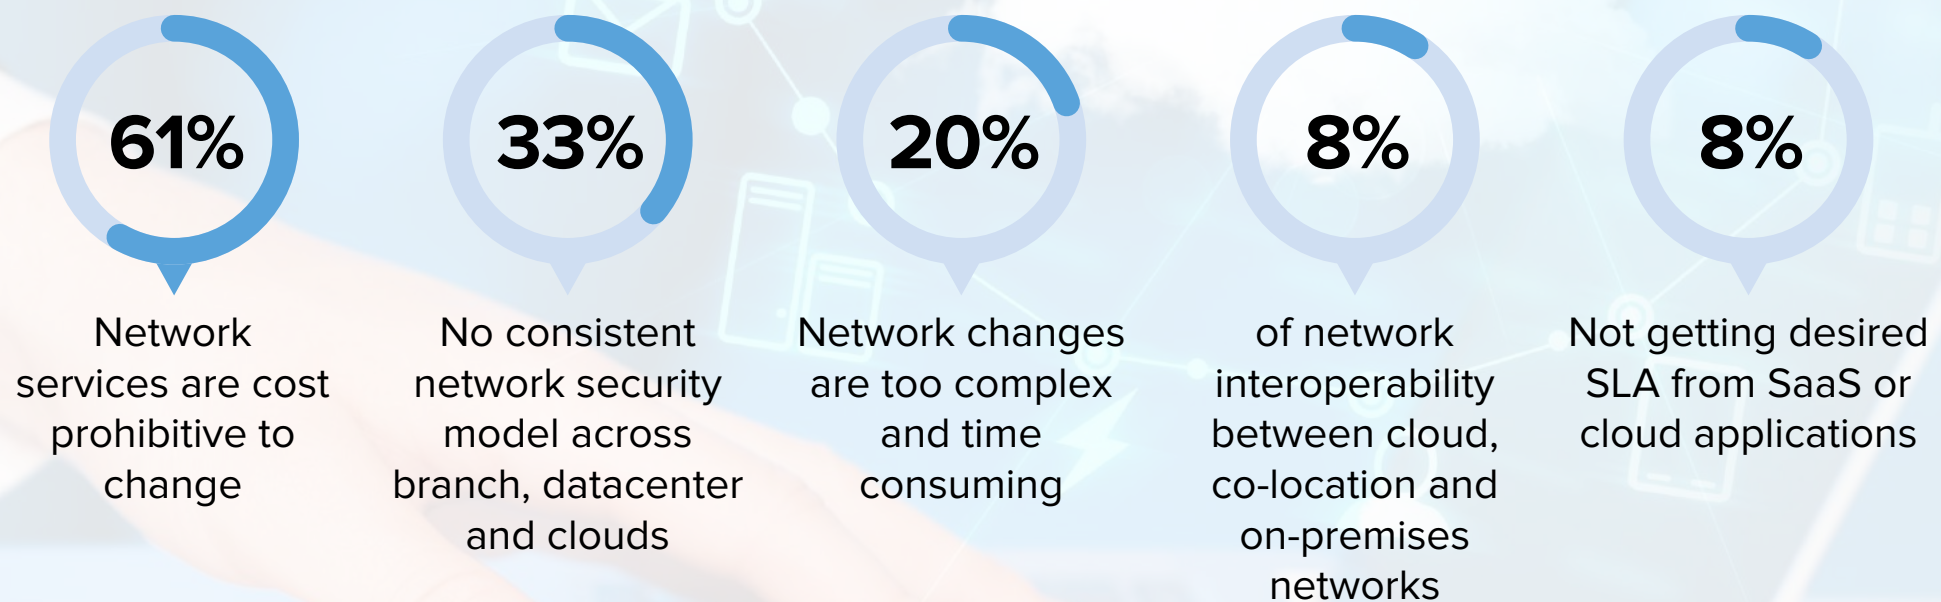 61%
Network
services are cost
prohibitive to
change
33%
No consistent
network security
model across
branch, datacenter
and clouds
20%
Network changes
are too complex
and time
consuming
8%
of network
interoperability
between cloud,
co-location and
on-premises
networks
8%
Not getting desired
SLA from SaaS or
cloud applications